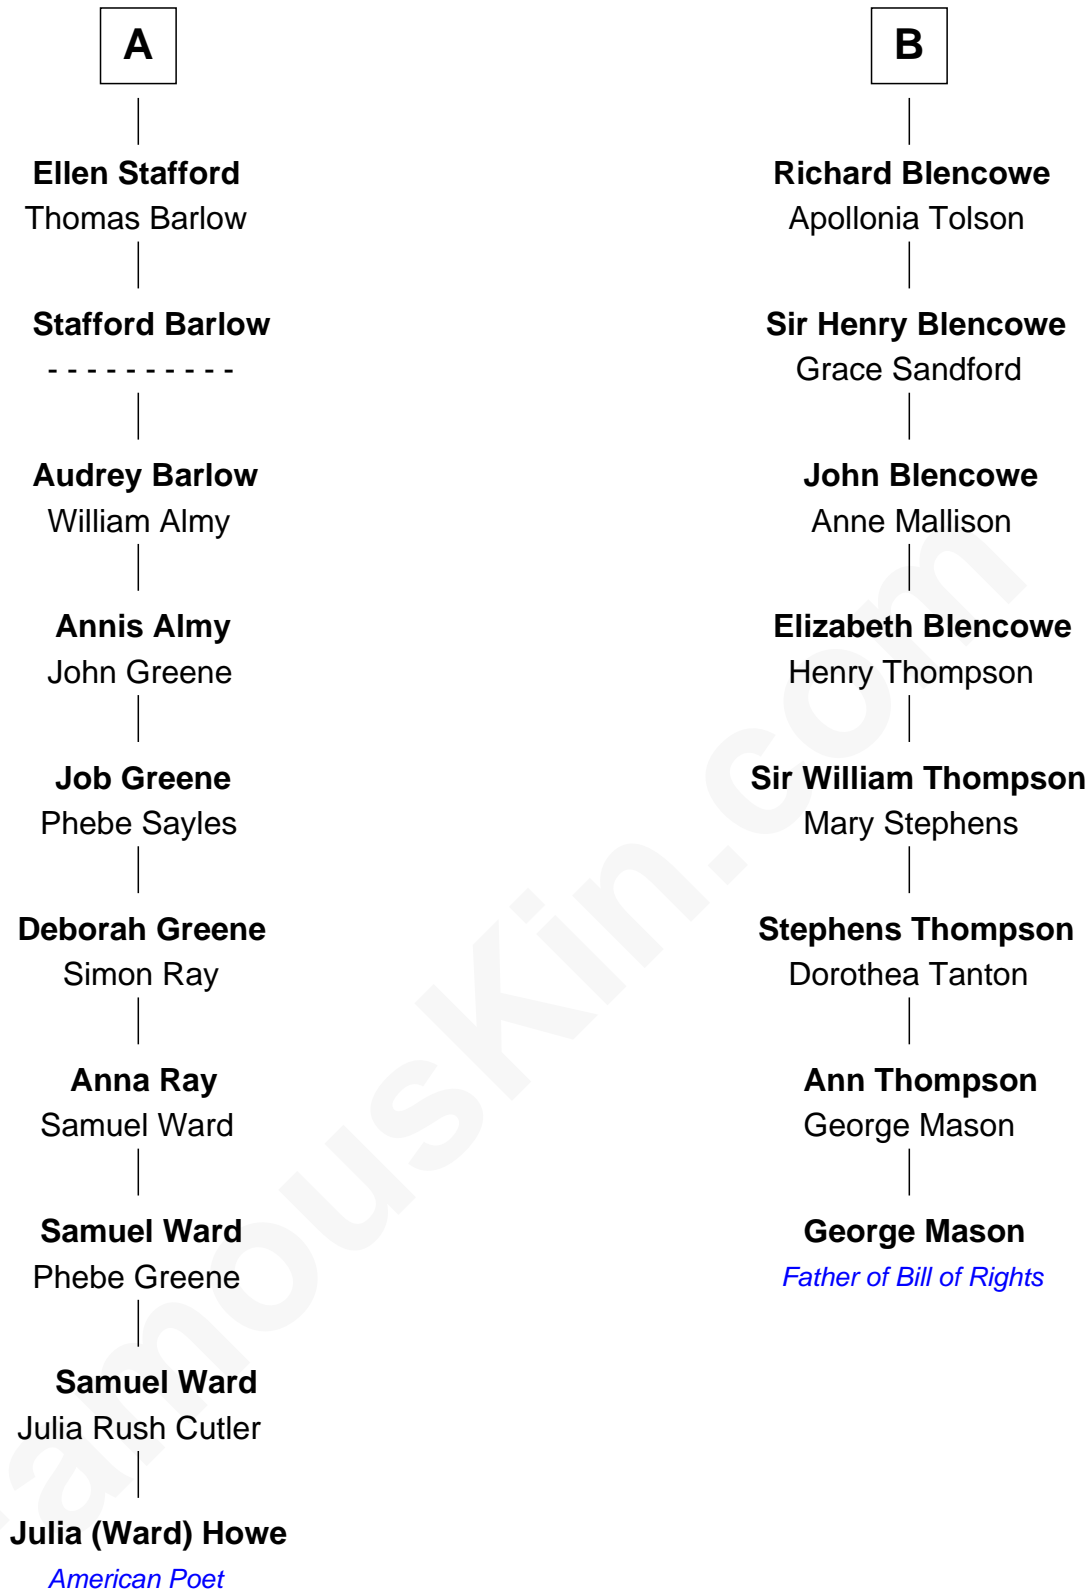 A
Ellen Stafford
Thomas Barlow
Stafford Barlow
- - - - - - - - - -
Audrey Barlow
William Almy
Annis Almy
John Greene
Job Greene
Phebe Sayles
Deborah Greene
Simon Ray
Anna Ray
Samuel Ward
Samuel Ward
Phebe Greene
Samuel Ward
Julia Rush Cutler
Julia (Ward) Howe
American Poet
B
Richard Blencowe
Apollonia Tolson
Sir Henry Blencowe
Grace Sandford
John Blencowe
Anne Mallison
Elizabeth Blencowe
Henry Thompson
Sir William Thompson
Mary Stephens
Stephens Thompson
Dorothea Tanton
Ann Thompson
George Mason
George Mason
Father of Bill of Rights
famouskin.com